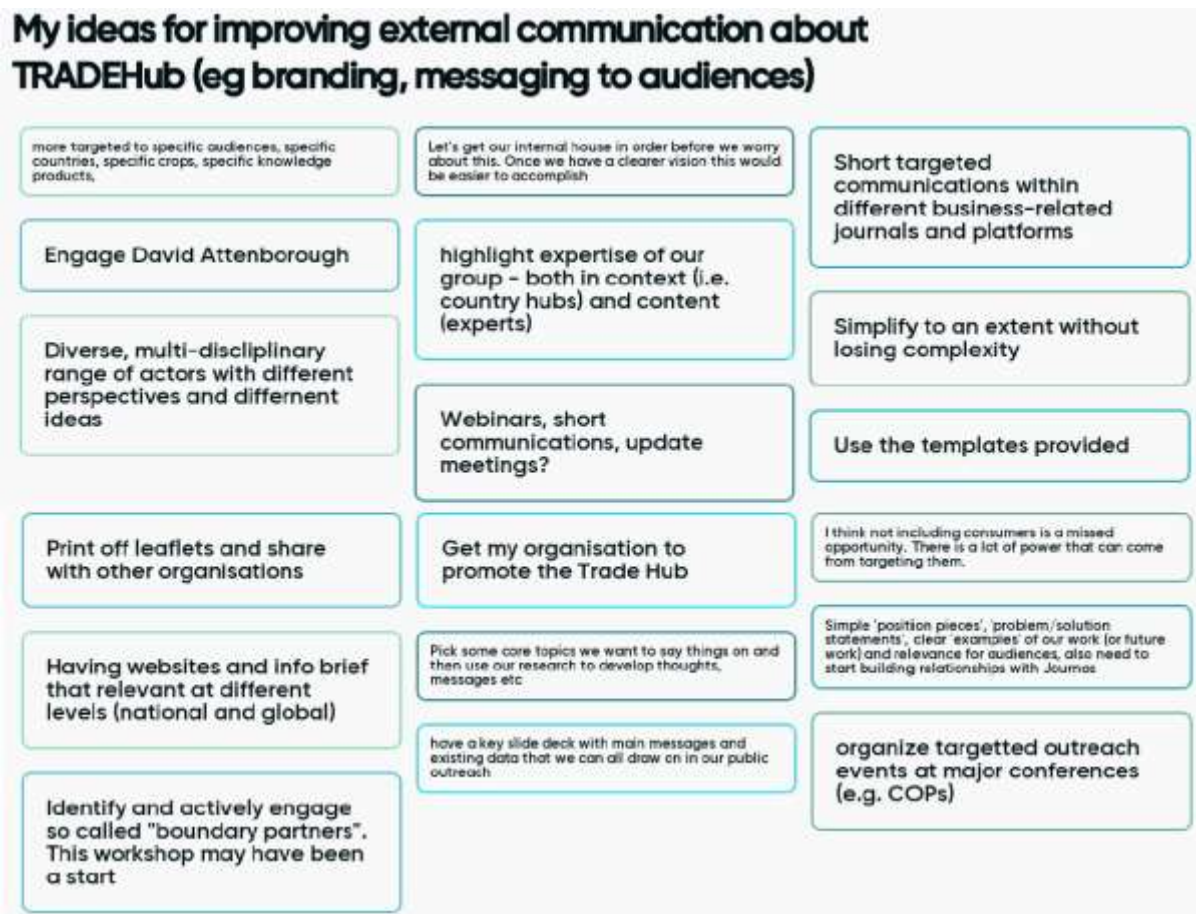 My ideas for improving external communication about
TRADEHub (eg branding, messaging to audiences)
more targeted to specific audiences, specific
countries, specific crops, specific knowledge
products,
Engage David Attenborough
Diverse, multi-discliplinary
range of actors with different
perspectives and differnent
ideas
Let's get our internal house in order before we worry
about this. Once we have a clearer vision this would
be easier to accomplish
highlight expertise of our
group - both in context (i.e.
country hubs) and content
(experts)
Webinars, short
communications, update
meetings?
Short targeted
communications within
different business-related
journals and platforms
Simplify to an extent without
losing complexity
Use the templates provided
Print off leaflets and share
with other organisations
Having websites and info brief
that relevant at different
levels (national and global)
Identify and actively engage
so called "boundary partners".
This workshop may have been
a start
Get my organisation to
promote the Trade Hub
Pick some core topics we want to say things on and
then use our research to develop thoughts,
messages etc
have a key slide deck with main messages and
existing data that we can all draw on in our public
outreach
I think not including consumers is a missed
opportunity. There is a lot of power that can come
from targeting them.
Simple 'position pieces', 'problem/solution
statements', clear 'examples' of our work (or future
work) and relevance for audiences, also need to
start building relationships with Journos
organize targetted outreach
events at major conferences
(e.g. COPs)